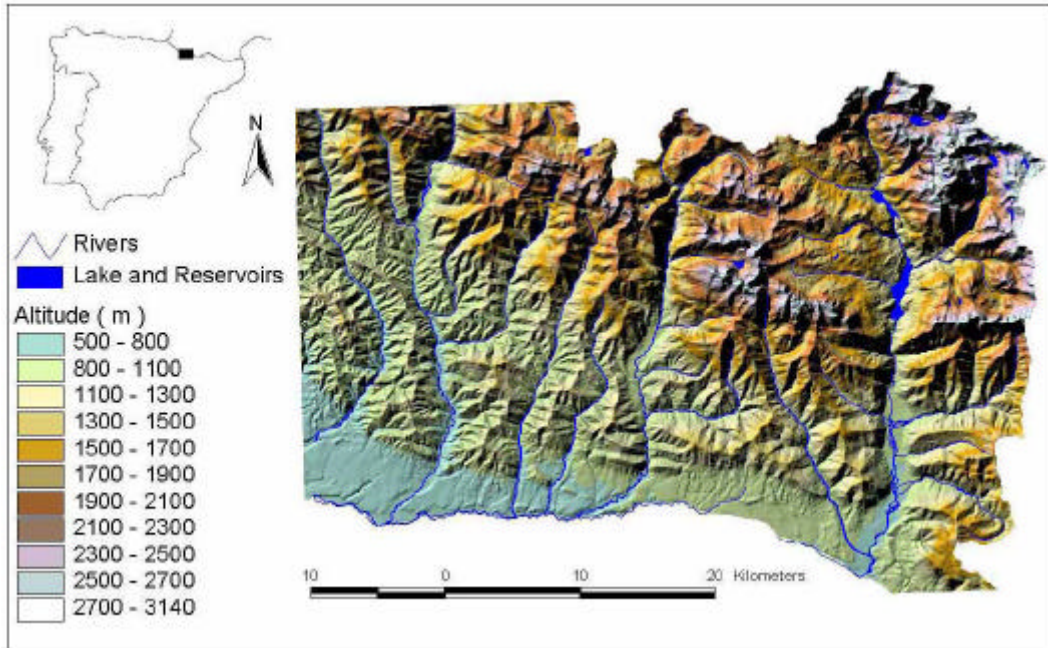 N
Rivers
Lake and Reservoirs
Altitude ( m )
500 - 800
800 - 1100
1100 - 1300
1300 - 1500
1500 - 1700
1700 - 1900
1900 - 2100
2100 - 2300
2300 - 2500
2500 - 2700
2700 - 3140
10 0 10 20 Kilometers